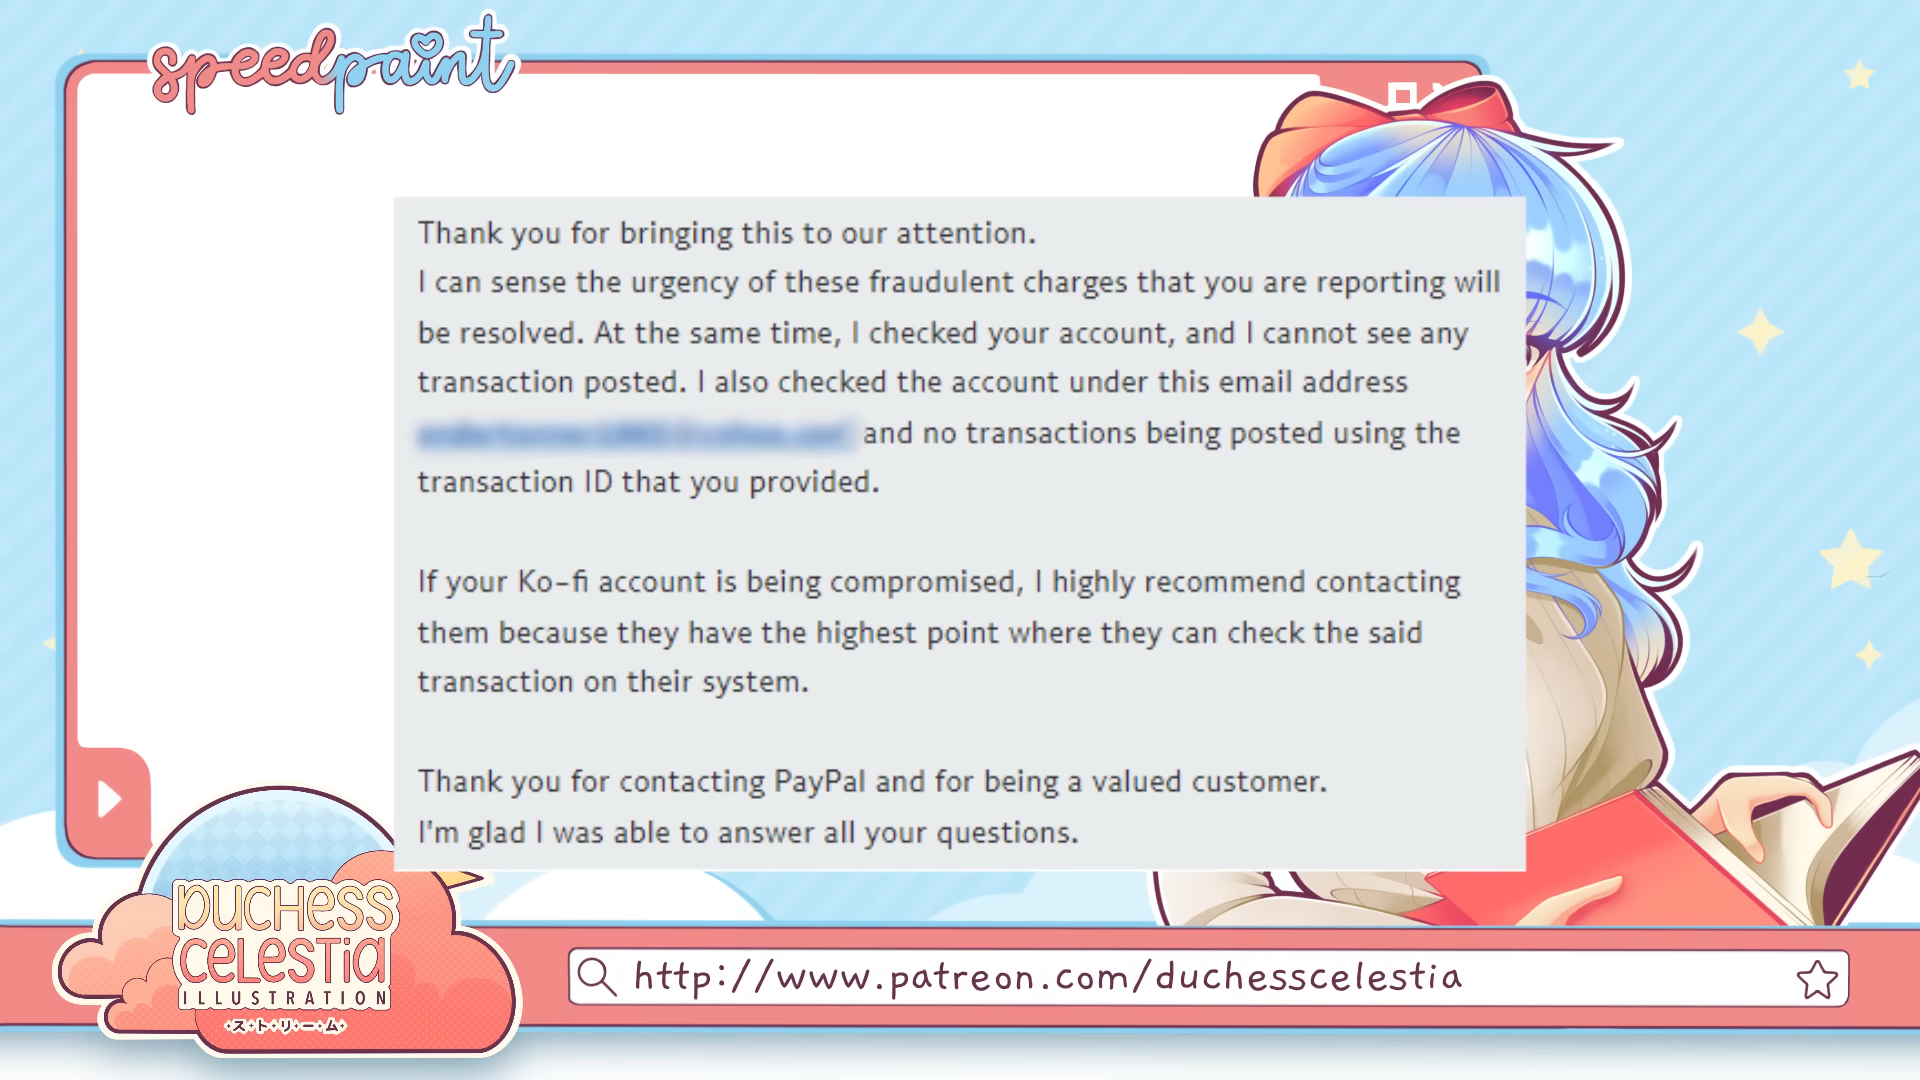 speedpaint
Thank you for bringing this to our attention.
I can sense the urgency of these fraudulent charges that you are reporting will
be resolved. At the same time, I checked your account, and I cannot see any
transaction posted. I also checked the account under this email address
and no transactions being posted using the
transaction ID that you provided.
If your Ko-fi account is being compromised, I highly recommend contacting
them because they have the highest point where they can check the said
transaction on their system.
Thank you for contacting PayPal and for being a valued customer.
I'm glad I was able to answer all your questions.
DUCHESS
CELESTIA
ILLUSTRATION
・ス・ト・リ・ー・ム・
http://www.patreon.com/duchesscelestia